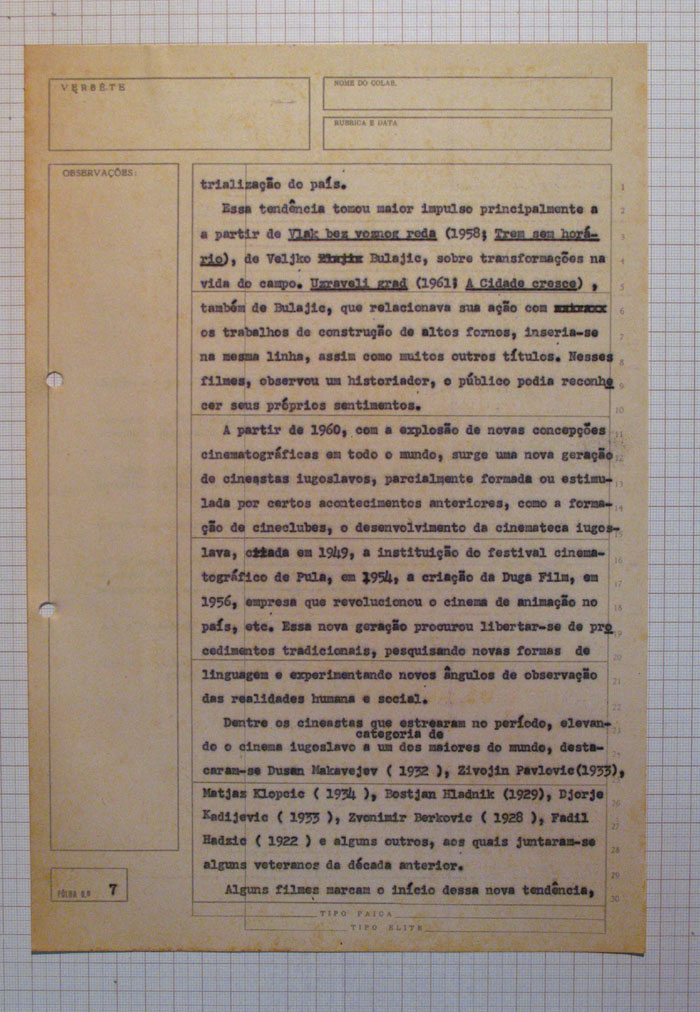 VERBÊTE
NOME DO COLAB.
RUBRICA E DATA
OBSERVAÇÕES:
trialização do país.
Essa tendência tomou maior impulso principalmente a
a partir de Vlak bez voznog reda (1958; Trem sem horá-
rio), de Veljko Bulajic, sobre transformações na
vida do campo. Uzraveli grad (1961; A Cidade cresce),
também de Bulajic, que relacionava sua ação com xxxxxxx
os trabalhos de construção de altos fornos, inseria-se
na mesma linha, assim como muitos outros títulos. Nesses
filmes, observou um historiador, o público podia reconhe
cer seus próprios sentimentos.
A partir de 1960, com a explosão de novas concepções
cinematográficas em todo o mundo, surge uma nova geração
de cineastas iugoslavos, parcialmente formada ou estimu-
lada por certos acontecimentos anteriores, como a forma-
ção de cineclubes, o desenvolvimento da cinemateca iugos-
lava, criada em 1949, a instituição do festival cinema-
tográfico de Pula, em 1954, a criação da Duga Film, em
1956, empresa que revolucionou o cinema de animação no
país, etc. Essa nova geração procurou libertar-se de pro
cedimentos tradicionais, pesquisando novas formas de
linguagem e experimentando novos ângulos de observação
das realidades humana e social.
Dentre os cineastas que estrearam no período, elevan-
categoria de
do o cinema iugoslavo a um dos maiores do mundo, desta-
caram-se Dusan Makavejev ( 1932 ), Zivojin Pavlovic(1933),
Matjaz Klopcic ( 1934 ), Bostjan Hladnik (1929), Djorje
Kadijevic ( 1933 ), Zvonimir Berkovic ( 1928 ), Fadil
Hadzic ( 1922 ) e alguns outros, aos quais juntaram-se
alguns veteranos da década anterior.
Alguns filmes marcam o início dessa nova tendência,
FÔLHA N.º 7
TIPO PAICA
TIPO ELITE